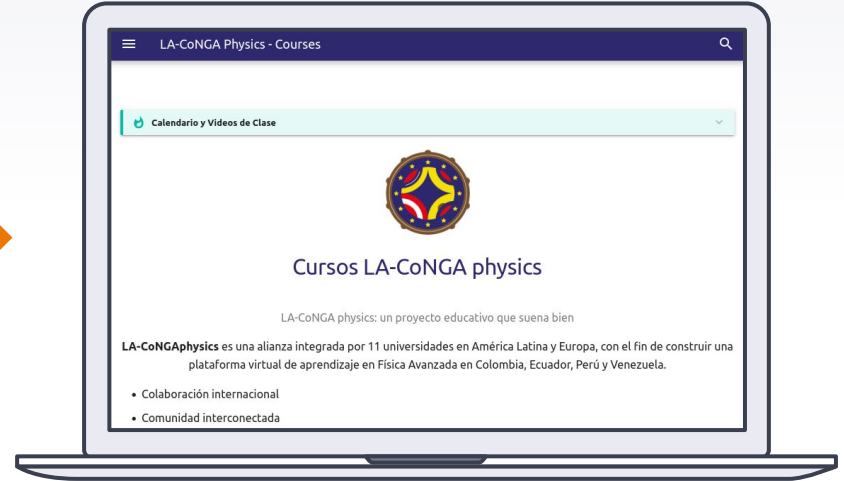 LA-CoNGA Physics - Courses
Calendario y Videos de Clase
Cursos LA-CoNGA physics
LA-CoNGA physics: un proyecto educativo que suena bien
LA-CoNGAphysics es una alianza integrada por 11 universidades en América Latina y Europa, con el fin de construir una
plataforma virtual de aprendizaje en Física Avanzada en Colombia, Ecuador, Perú y Venezuela.
• Colaboración internacional
• Comunidad interconectada